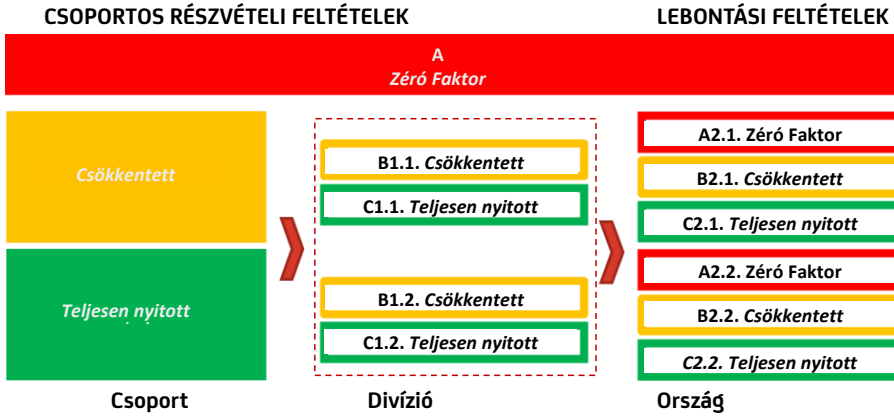 CSOPORTOS RÉSZVÉTELI FELTÉTELEK
LEBONTÁSI FELTÉTELEK
A
Zéró Faktor
Csökkentett
Teljesen nyitott
B1.1. Csökkentett
C1.1. Teljesen nyitott
B1.2. Csökkentett
C1.2. Teljesen nyitott
A2.1. Zéró Faktor
B2.1. Csökkentett
C2.1. Teljesen nyitott
A2.2. Zéró Faktor
B2.2. Csökkentett
C2.2. Teljesen nyitott
Csoport
Divízió
Ország